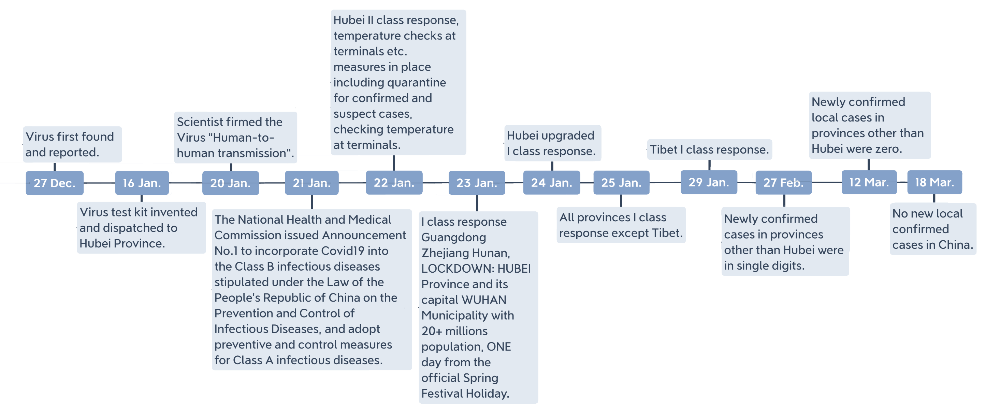 Hubei II class response,
temperature checks at
terminals etc.
measures in place
including quarantine
for confirmed and
suspect cases,
checking temperature
at terminals.
Newly confirmed
local cases in
provinces other than
Hubei were zero.
Scientist firmed the
Virus “Human-to-
human transmission".
Virus first found
and reported.
Hubei upgraded
I class response.
Tibet I class response.
27 Dec.
16 Jan.
20 Jan.
21 Jan.
22 Jan.
23 Jan.
24 Jan.
25 Jan.
29 Jan.
27 Feb.
12 Mar.
18 Mar.
Virus test kit invented
and dispatched to
Hubei Province.
The National Health and Medical
Commission issued Announcement
No.1 to incorporate Covid19 into
the Class B infectious diseases
stipulated under the Law of the
People's Republic of China on the
Prevention and Control of
Infectious Diseases, and adopt
preventive and control measures
for Class A infectious diseases.
I class response
Guangdong
Zhejiang Hunan,
LOCKDOWN: HUBEI
Province and its
capital WUHAN
Municipality with
20+ millions
population, ONE
day from the
official Spring
Festival Holiday.
All provinces I class
response except Tibet.
Newly confirmed
cases in provinces
other than Hubei were
in single digits.
No new local
confirmed
cases in China.